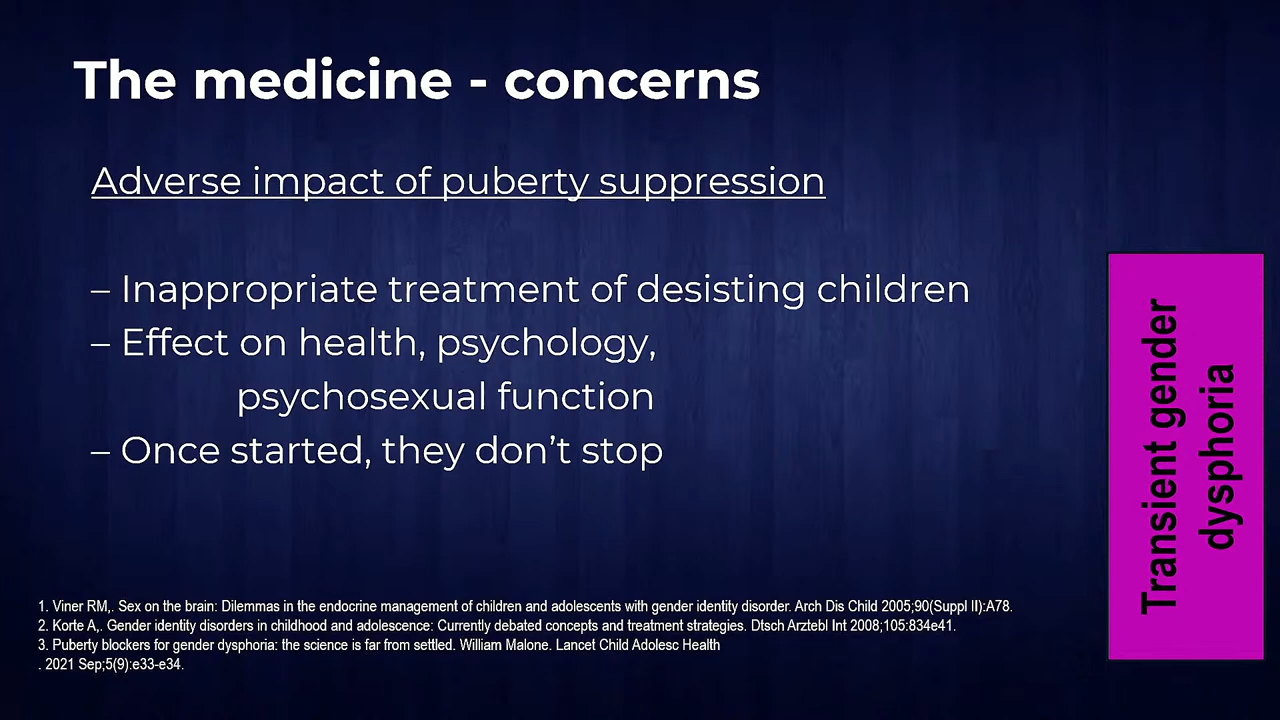 The medicine - concerns
Adverse impact of puberty suppression
– Inappropriate treatment of desisting children
– Effect on health, psychology,
psychosexual function
– Once started, they don’t stop
Transient gender
dysphoria
1. Viner RM,. Sex on the brain: Dilemmas in the endocrine management of children and adolescents with gender identity disorder. Arch Dis Child 2005;90(Suppl II):A78.
2. Korte A,. Gender identity disorders in childhood and adolescence: Currently debated concepts and treatment strategies. Dtsch Arztebl Int 2008;105:834e41.
3. Puberty blockers for gender dysphoria: the science is far from settled. William Malone. Lancet Child Adolesc Health
. 2021 Sep;5(9):e33-e34.